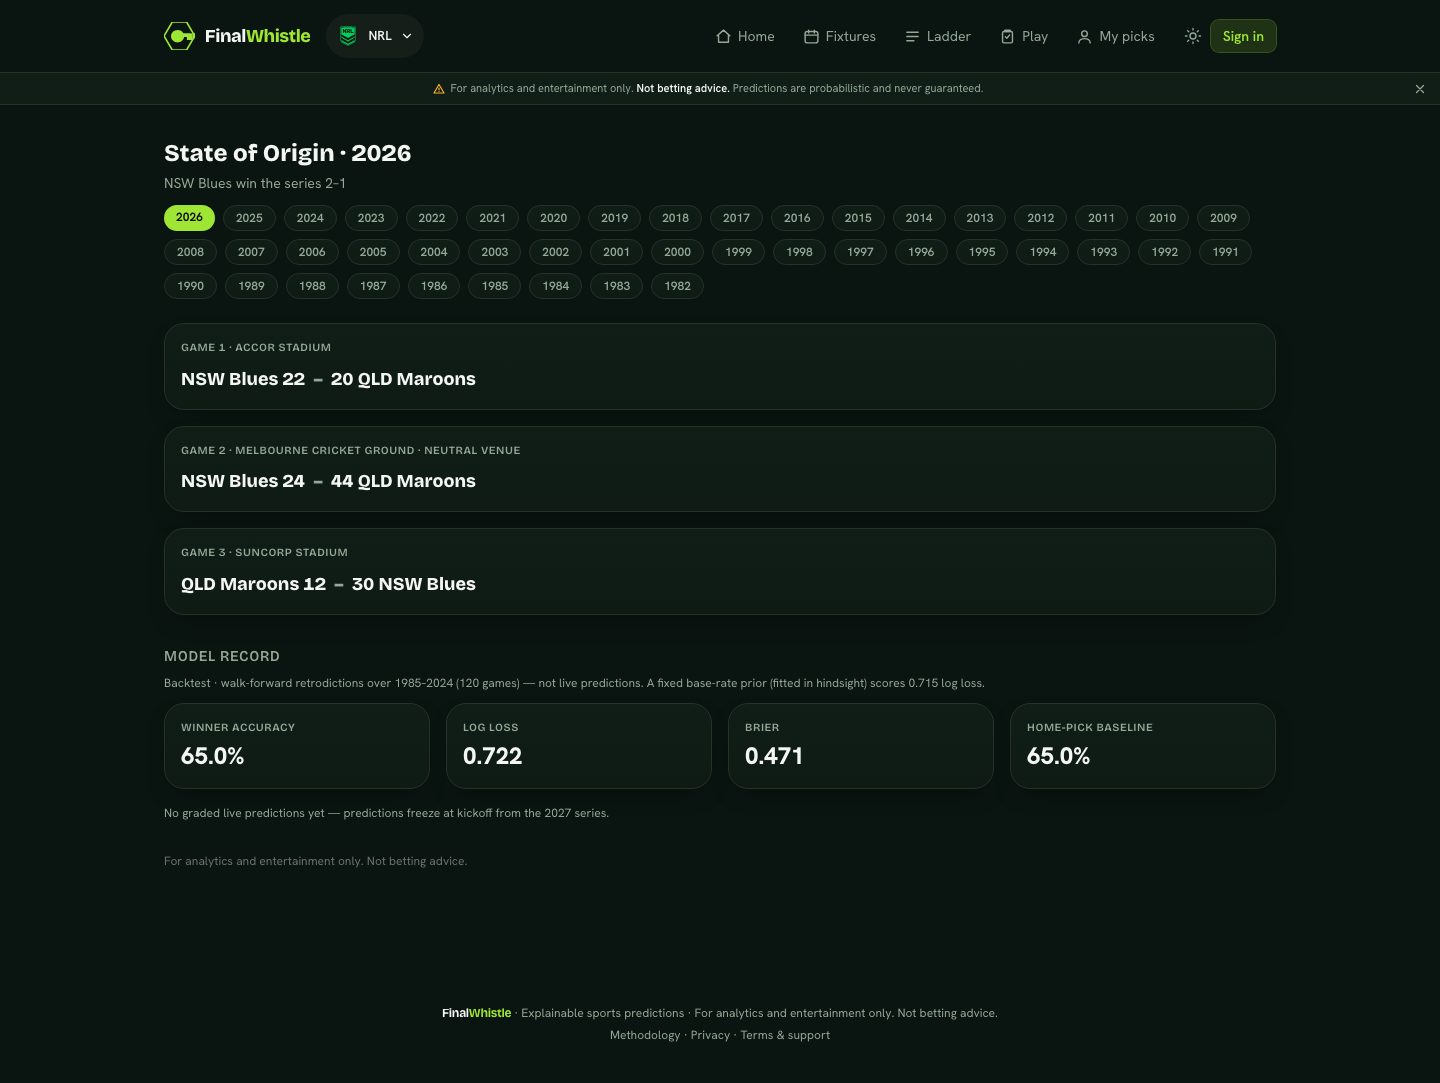 FinalWhistle NRL Home Fixtures Ladder Play My picks Sign in
For analytics and entertainment only. Not betting advice. Predictions are probabilistic and never guaranteed.
State of Origin · 2026
NSW Blues win the series 2–1
2026 2025 2024 2023 2022 2021 2020 2019 2018 2017 2016 2015 2014 2013 2012 2011 2010 2009
2008 2007 2006 2005 2004 2003 2002 2001 2000 1999 1998 1997 1996 1995 1994 1993 1992 1991
1990 1989 1988 1987 1986 1985 1984 1983 1982
GAME 1 · ACCOR STADIUM
NSW Blues 22 – 20 QLD Maroons
GAME 2 · MELBOURNE CRICKET GROUND · NEUTRAL VENUE
NSW Blues 24 – 44 QLD Maroons
GAME 3 · SUNCORP STADIUM
QLD Maroons 12 – 30 NSW Blues
MODEL RECORD
Backtest · walk-forward retrodictions over 1985–2024 (120 games) — not live predictions. A fixed base-rate prior (fitted in hindsight) scores 0.715 log loss.
WINNER ACCURACY
65.0%
LOG LOSS
0.722
BRIER
0.471
HOME-PICK BASELINE
65.0%
No graded live predictions yet — predictions freeze at kickoff from the 2027 series.
For analytics and entertainment only. Not betting advice.
FinalWhistle · Explainable sports predictions · For analytics and entertainment only. Not betting advice.
Methodology · Privacy · Terms & support